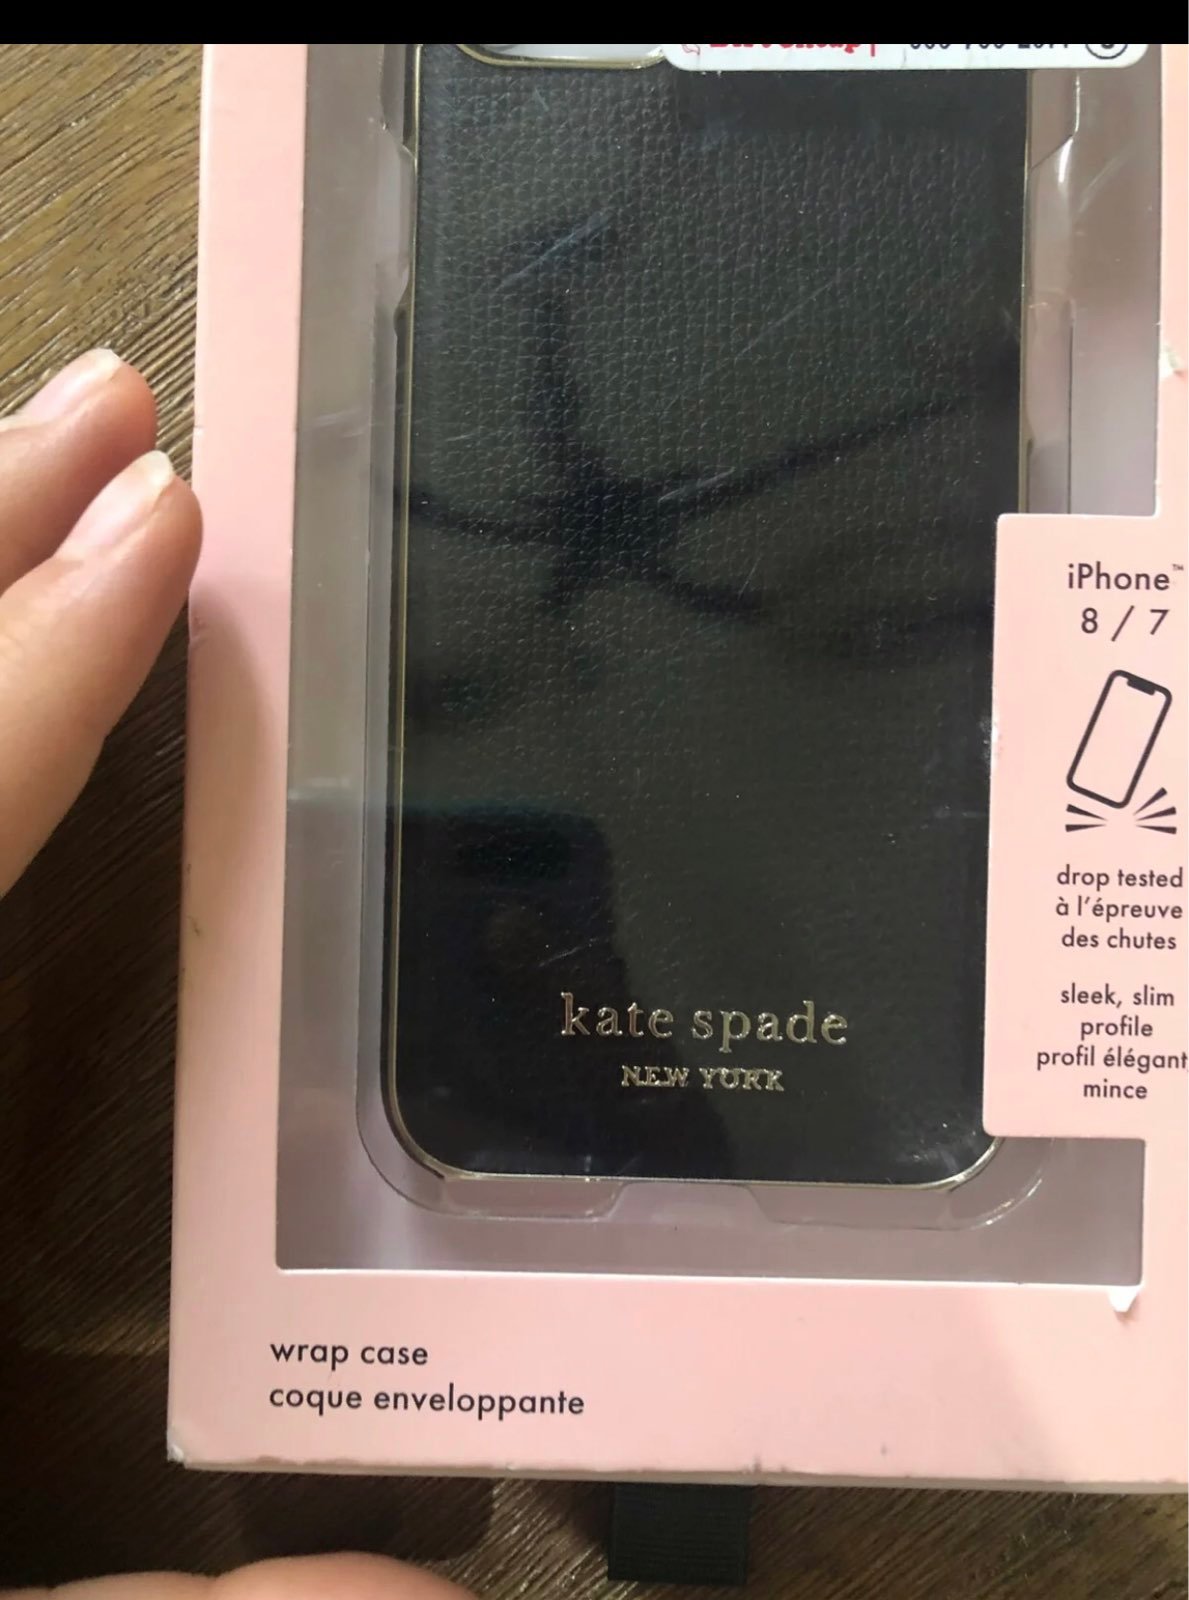 iPhone™
8 / 7
drop tested
à l'épreuve
des chutes
sleek, slim
profile
profil élégant,
mince
kate spade
NEW YORK
wrap case
coque enveloppante